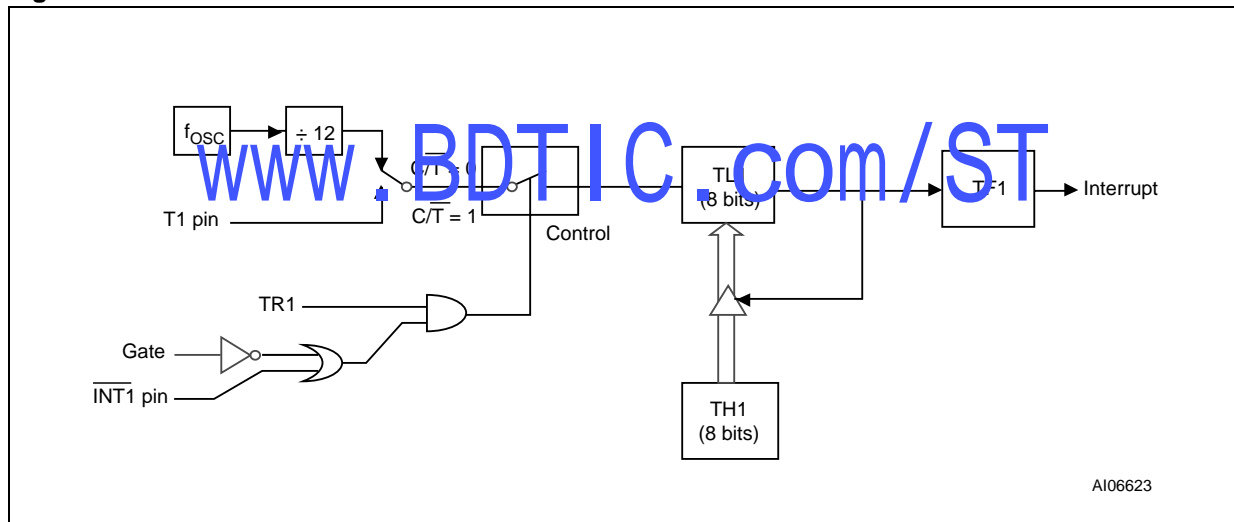 fOSC
÷ 12
www.BDTIC.com/ST
C/T = 0
C/T = 1
T1 pin
Control
(8 bits)
TF1
Interrupt
TR1
Gate
INT1 pin
TH1
(8 bits)
AI06623